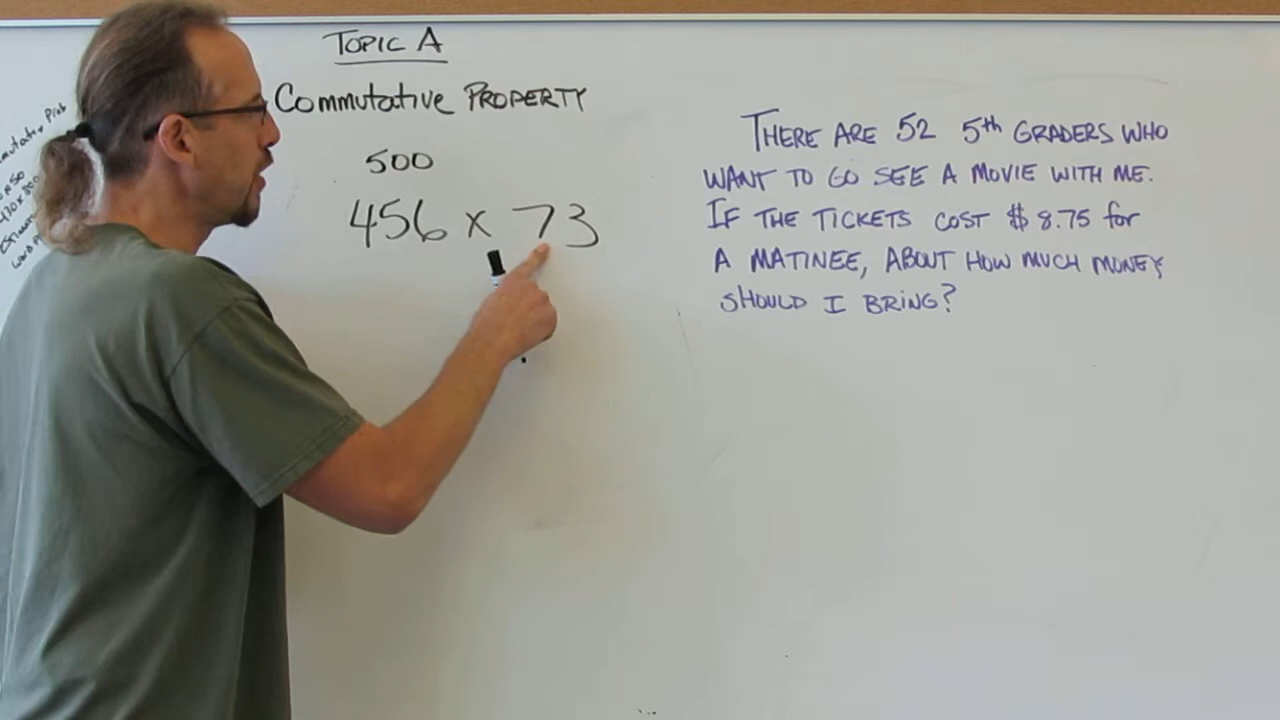 TOPIC A
Commutative PROPERTY
500
456 x 73
THERE ARE 52 5th GRADERS WHO
WANT TO GO SEE A MOVIE WITH ME.
IF THE TICKETS COST $8.75 for
A MATINEE, ABOUT HOW MUCH MONEY
SHOULD I BRING?